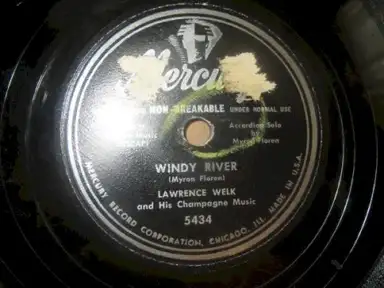 Mercury
NON-BREAKABLE UNDER NORMAL USE
Accordion Solo
by
Myron Floren
WINDY RIVER
(Myron Floren)
LAWRENCE WELK
and His Champagne Music
5434
MERCURY RECORD CORPORATION, CHICAGO, ILL. MADE IN U.S.A.